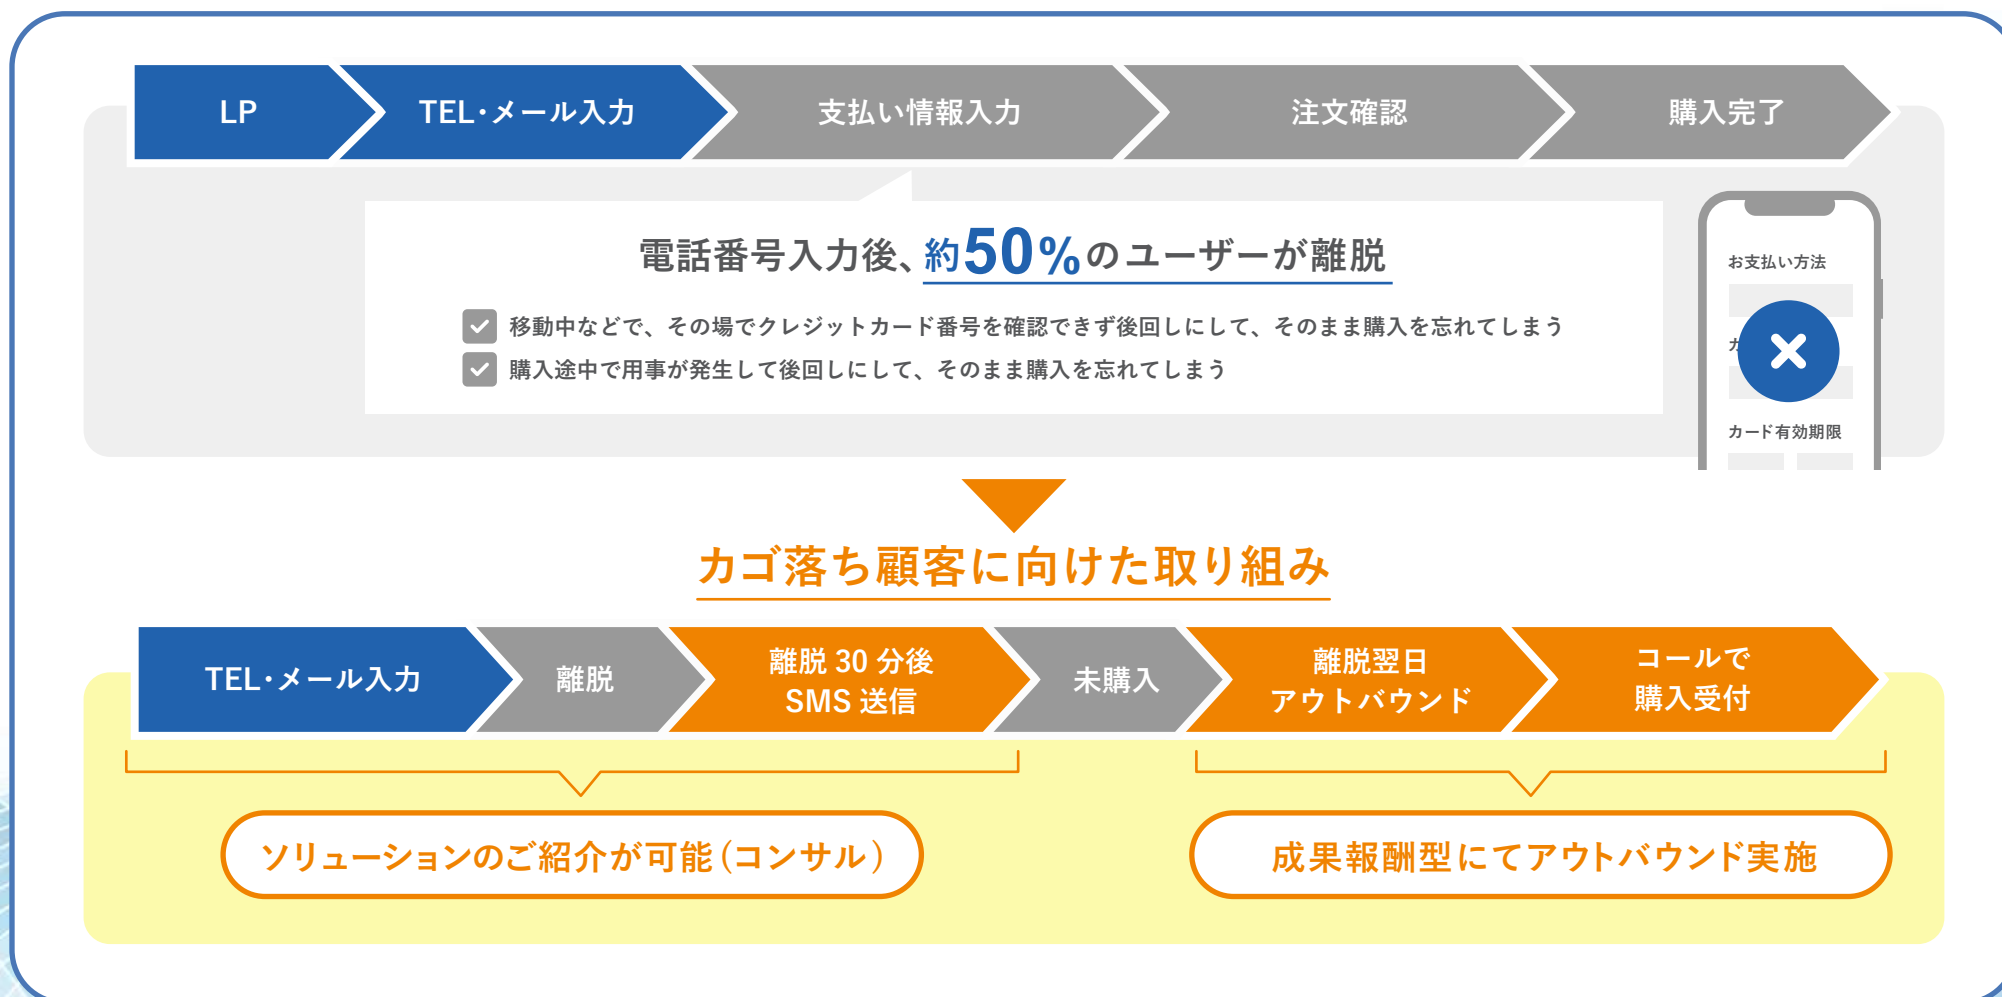 LP
TEL・メール入力
支払い情報入力
注文確認
購入完了
電話番号入力後、約50%のユーザーが離脱
移動中などで、その場でクレジットカード番号を確認できず後回しにして、そのまま購入を忘れてしまう
購入途中で用事が発生して後回しにして、そのまま購入を忘れてしまう
お支払い方法
カード有効期限
カゴ落ち顧客に向けた取り組み
TEL・メール入力
離脱
離脱 30 分後
SMS 送信
未購入
離脱翌日
アウトバウンド
コールで
購入受付
ソリューションのご紹介が可能(コンサル)
成果報酬型にてアウトバウンド実施